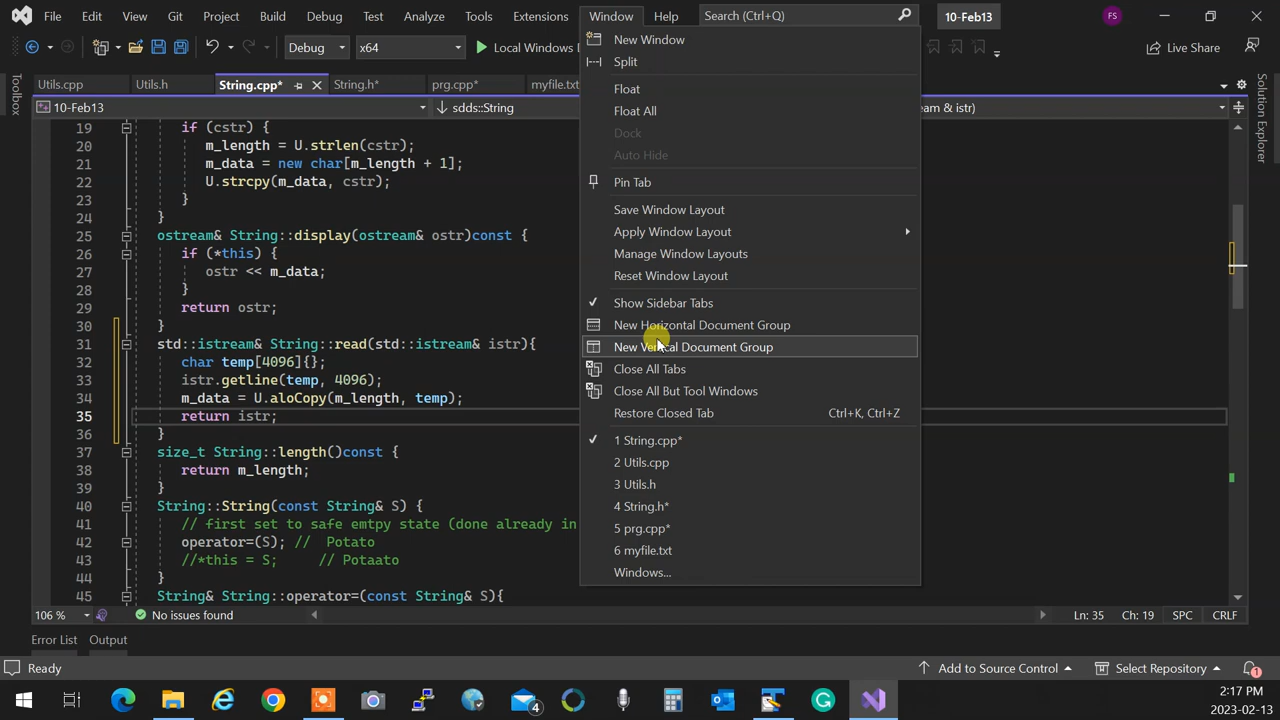 File Edit View Git Project Build Debug Test Analyze Tools Extensions Window Help Search (Ctrl+Q) 10-Feb13 FS
Debug x64 Local Windows Live Share
Utils.cpp Utils.h String.cpp* String.h* prg.cpp* myfile.txt
10-Feb13 sdds::String eam & istr)
19 if (cstr) {
20 m_length = U.strlen(cstr);
21 m_data = new char[m_length + 1];
22 U.strcpy(m_data, cstr);
23 }
24 }
25 ostream& String::display(ostream& ostr)const {
26 if (*this) {
27 ostr << m_data;
28 }
29 return ostr;
30 }
31 std::istream& String::read(std::istream& istr){
32 char temp[4096]{};
33 istr.getline(temp, 4096);
34 m_data = U.aloCopy(m_length, temp);
35 return istr;
36 }
37 size_t String::length()const {
38 return m_length;
39 }
40 String::String(const String& S) {
41 // first set to safe emtpy state (done already in
42 operator=(S); // Potato
43 //*this = S; // Potaato
44 }
45 String& String::operator=(const String& S){
New Window
Split
Float
Float All
Dock
Auto Hide
Pin Tab
Save Window Layout
Apply Window Layout
Manage Window Layouts
Reset Window Layout
Show Sidebar Tabs
New Horizontal Document Group
New Vertical Document Group
Close All Tabs
Close All But Tool Windows
Restore Closed Tab Ctrl+K, Ctrl+Z
1 String.cpp*
2 Utils.cpp
3 Utils.h
4 String.h*
5 prg.cpp*
6 myfile.txt
Windows...
Toolbox
Solution Explorer
106 % No issues found Ln: 35 Ch: 19 SPC CRLF
Error List Output
Ready Add to Source Control Select Repository 1
4
2:17 PM
2023-02-13